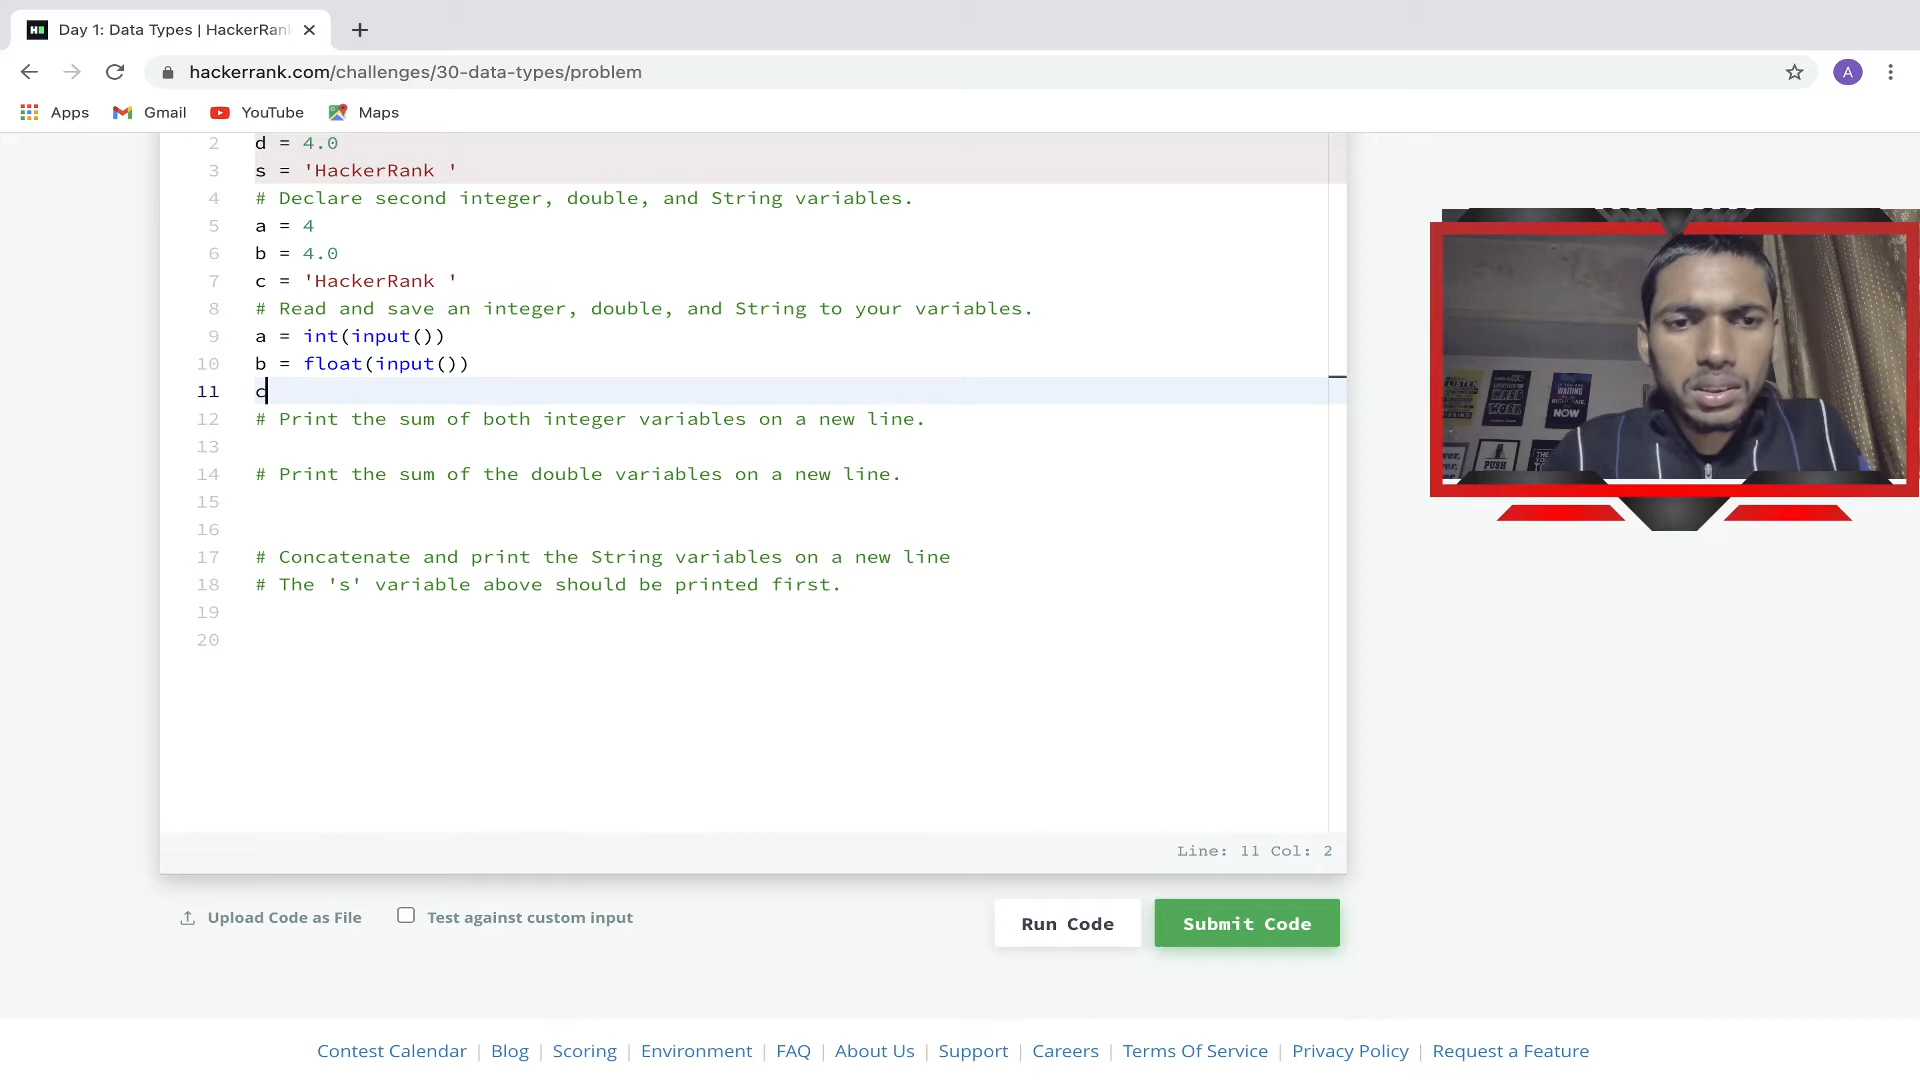 Day 1: Data Types | HackerRan
hackerrank.com/challenges/30-data-types/problem
A
Apps
Gmail
YouTube
Maps
2 d = 4.0
3 s = 'HackerRank '
4 # Declare second integer, double, and String variables.
5 a = 4
6 b = 4.0
7 c = 'HackerRank '
8 # Read and save an integer, double, and String to your variables.
9 a = int(input())
10 b = float(input())
11 c
12 # Print the sum of both integer variables on a new line.
13
14 # Print the sum of the double variables on a new line.
15
16
17 # Concatenate and print the String variables on a new line
18 # The 's' variable above should be printed first.
19
20
LISTEN
HARD
WORK
WAITING
NOW
PUSH
THE
Line: 11 Col: 2
Upload Code as File
Test against custom input
Run Code
Submit Code
Contest Calendar | Blog | Scoring | Environment | FAQ | About Us | Support | Careers | Terms Of Service | Privacy Policy | Request a Feature